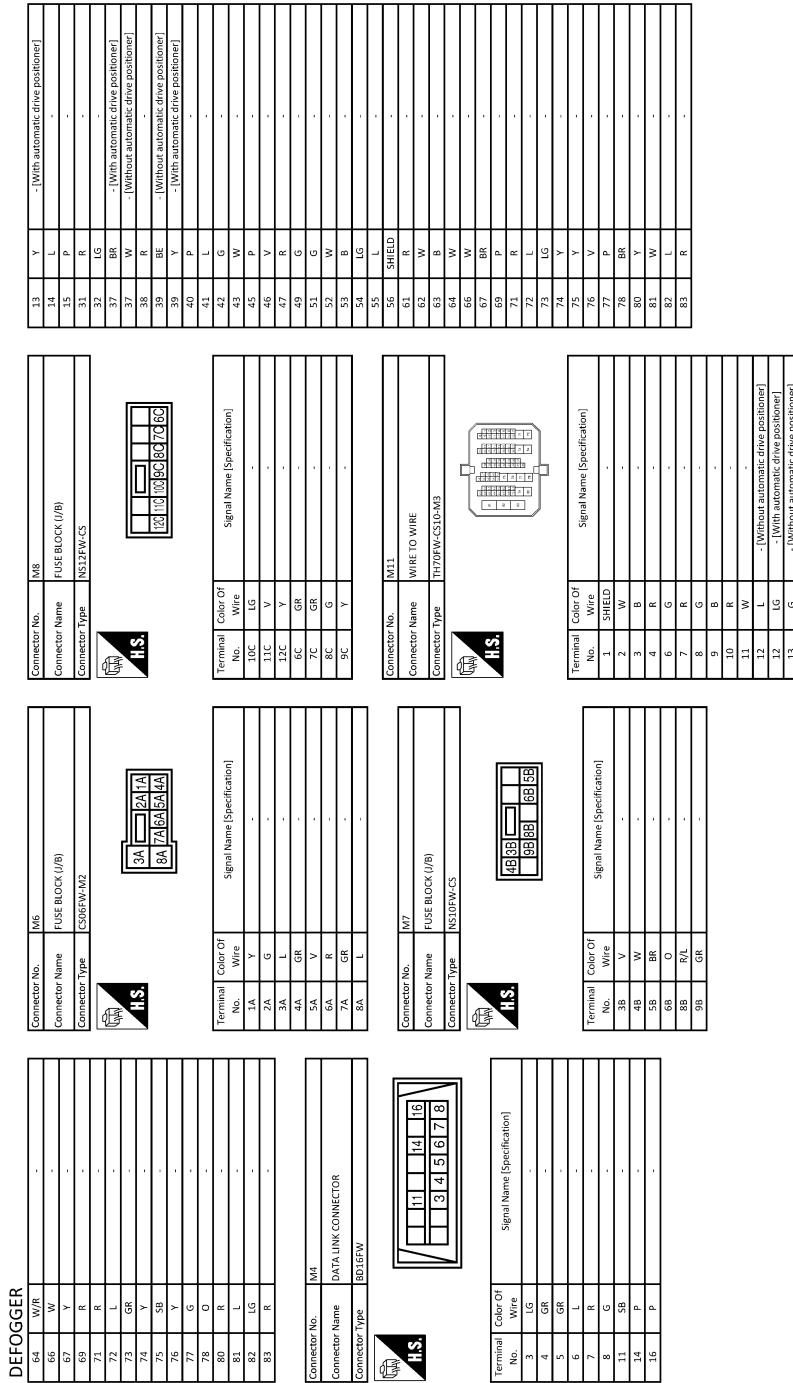 DEFOGGER
64 W/R -
66 W -
67 Y -
69 R -
71 R -
72 L -
73 GR -
74 Y -
75 SB -
76 Y -
77 G -
78 O -
80 R -
81 L -
82 LG -
83 R -
Connector No. M4
Connector Name DATA LINK CONNECTOR
Connector Type BD16FW
H.S.
11 14 16
3 4 5 6 7 8
Terminal No. Color Of Wire Signal Name [Specification]
3 LG -
4 GR -
5 GR -
6 L -
7 R -
8 G -
11 SB -
14 P -
16 P -
Connector No. M6
Connector Name FUSE BLOCK (J/B)
Connector Type CS06FW-M2
H.S.
3A 2A 1A
8A 7A 6A 5A 4A
Terminal No. Color Of Wire Signal Name [Specification]
1A Y -
2A G -
3A L -
4A GR -
5A V -
6A R -
7A GR -
8A L -
Connector No. M7
Connector Name FUSE BLOCK (J/B)
Connector Type NS10FW-CS
H.S.
4B 3B
9B 8B 6B 5B
Terminal No. Color Of Wire Signal Name [Specification]
3B V -
4B W -
5B BR -
6B O -
8B R/L -
9B GR -
Connector No. M8
Connector Name FUSE BLOCK (J/B)
Connector Type NS12FW-CS
H.S.
12C 11C 10C 9C 8C 7C 6C
Terminal No. Color Of Wire Signal Name [Specification]
10C LG -
11C V -
12C Y -
6C GR -
7C GR -
8C G -
9C Y -
Connector No. M11
Connector Name WIRE TO WIRE
Connector Type TH70FW-CS10-M3
H.S.
Terminal No. Color Of Wire Signal Name [Specification]
1 SHIELD -
2 W -
3 B -
4 R -
6 G -
7 R -
8 G -
9 B -
10 R -
11 W -
12 L - [Without automatic drive positioner]
12 LG - [With automatic drive positioner]
13 G - [Without automatic drive positioner]
13 Y - [With automatic drive positioner]
14 L -
15 P -
31 R -
32 LG -
37 BR - [With automatic drive positioner]
37 W - [Without automatic drive positioner]
38 R -
39 BE - [Without automatic drive positioner]
39 Y - [With automatic drive positioner]
40 P -
41 L -
42 G -
43 W -
45 P -
46 V -
47 R -
49 G -
51 G -
52 W -
53 B -
54 LG -
55 L -
56 SHIELD -
61 R -
62 W -
63 B -
64 W -
66 W -
67 BR -
69 P -
71 R -
72 L -
73 LG -
74 Y -
75 Y -
76 V -
77 P -
78 BR -
80 Y -
81 W -
82 L -
83 R -